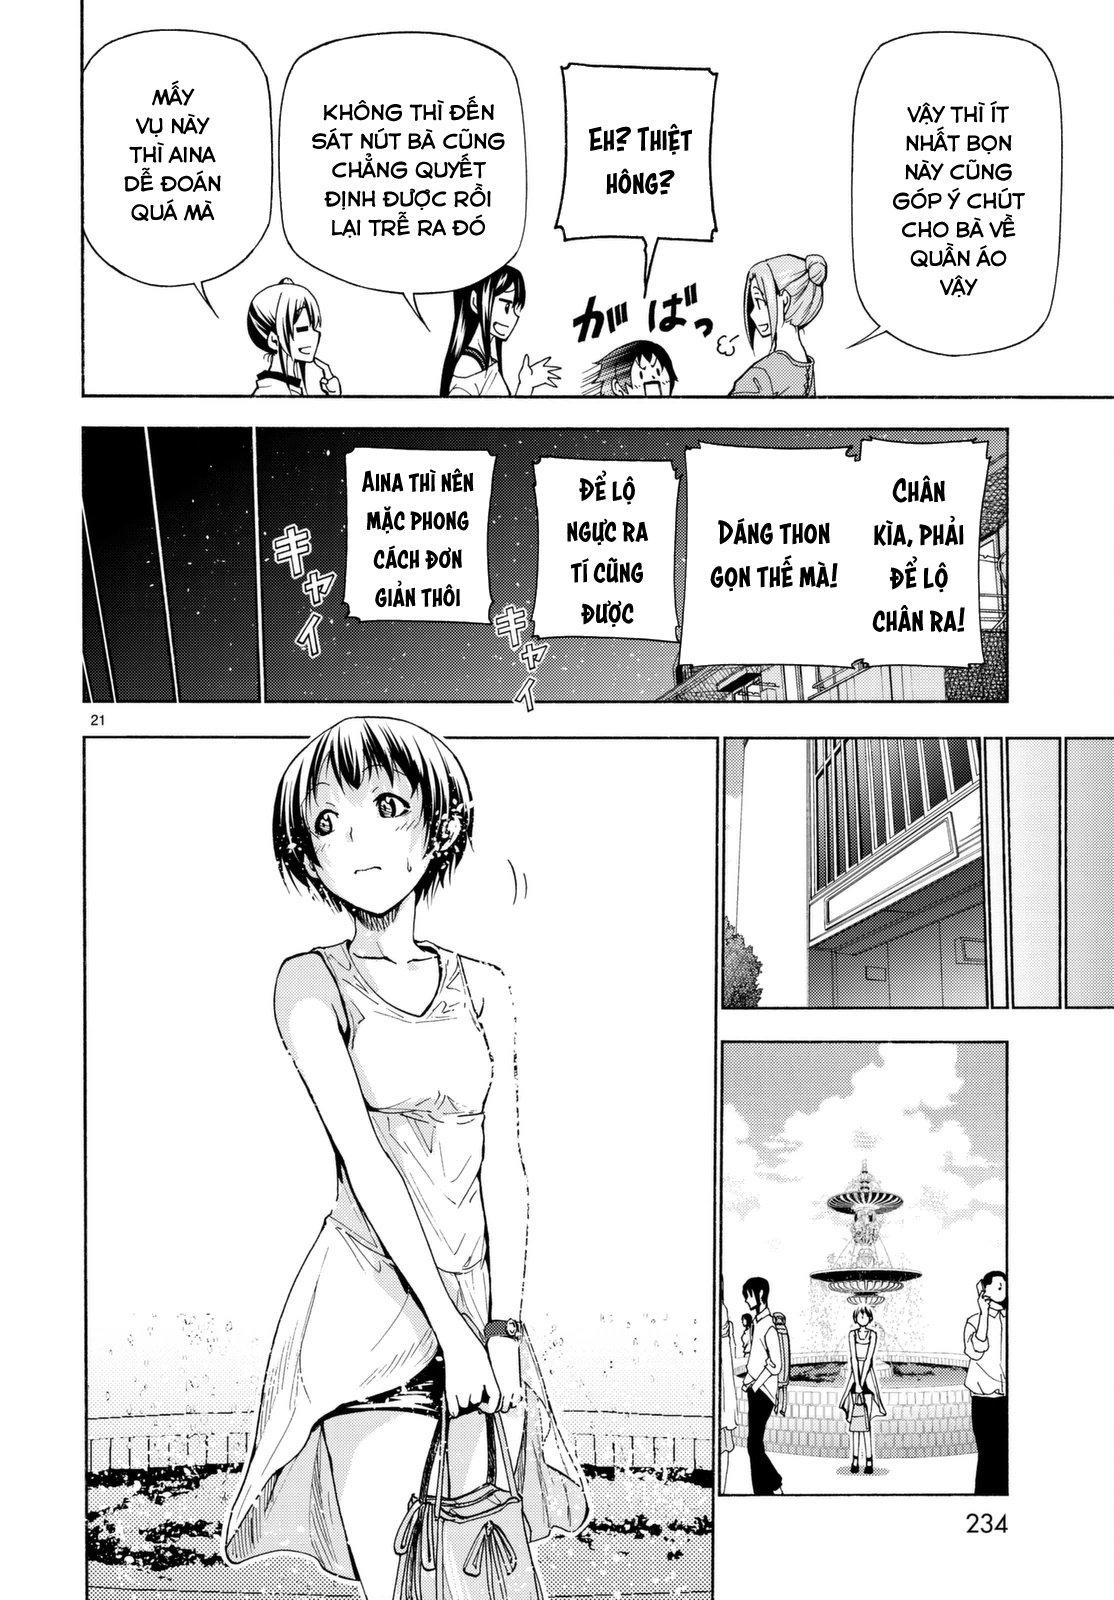 VẬY THÌ ÍT
NHẤT BỌN
NÀY CŨNG
GÓP Ý CHÚT
CHO BÀ VỀ
QUẦN ÁO
VẬY
EH? THIỆT
HÔNG?
KHÔNG THÌ ĐẾN
SÁT NÚT BÀ CŨNG
CHẲNG QUYẾT
ĐỊNH ĐƯỢC RỒI
LẠI TRỄ RA ĐÓ
MẤY
VỤ NÀY
THÌ AINA
DỄ ĐOÁN
QUÁ MÀ
がばっ
CHÂN
KÌA, PHẢI
ĐỂ LỘ
CHÂN RA!
DÁNG THON
GỌN THẾ MÀ!
ĐỂ LỘ
NGỰC RA
TÍ CŨNG
ĐƯỢC
AINA THÌ NÊN
MẶC PHONG
CÁCH ĐƠN
GIẢN THÔI
キャイ
キャイ
21
234